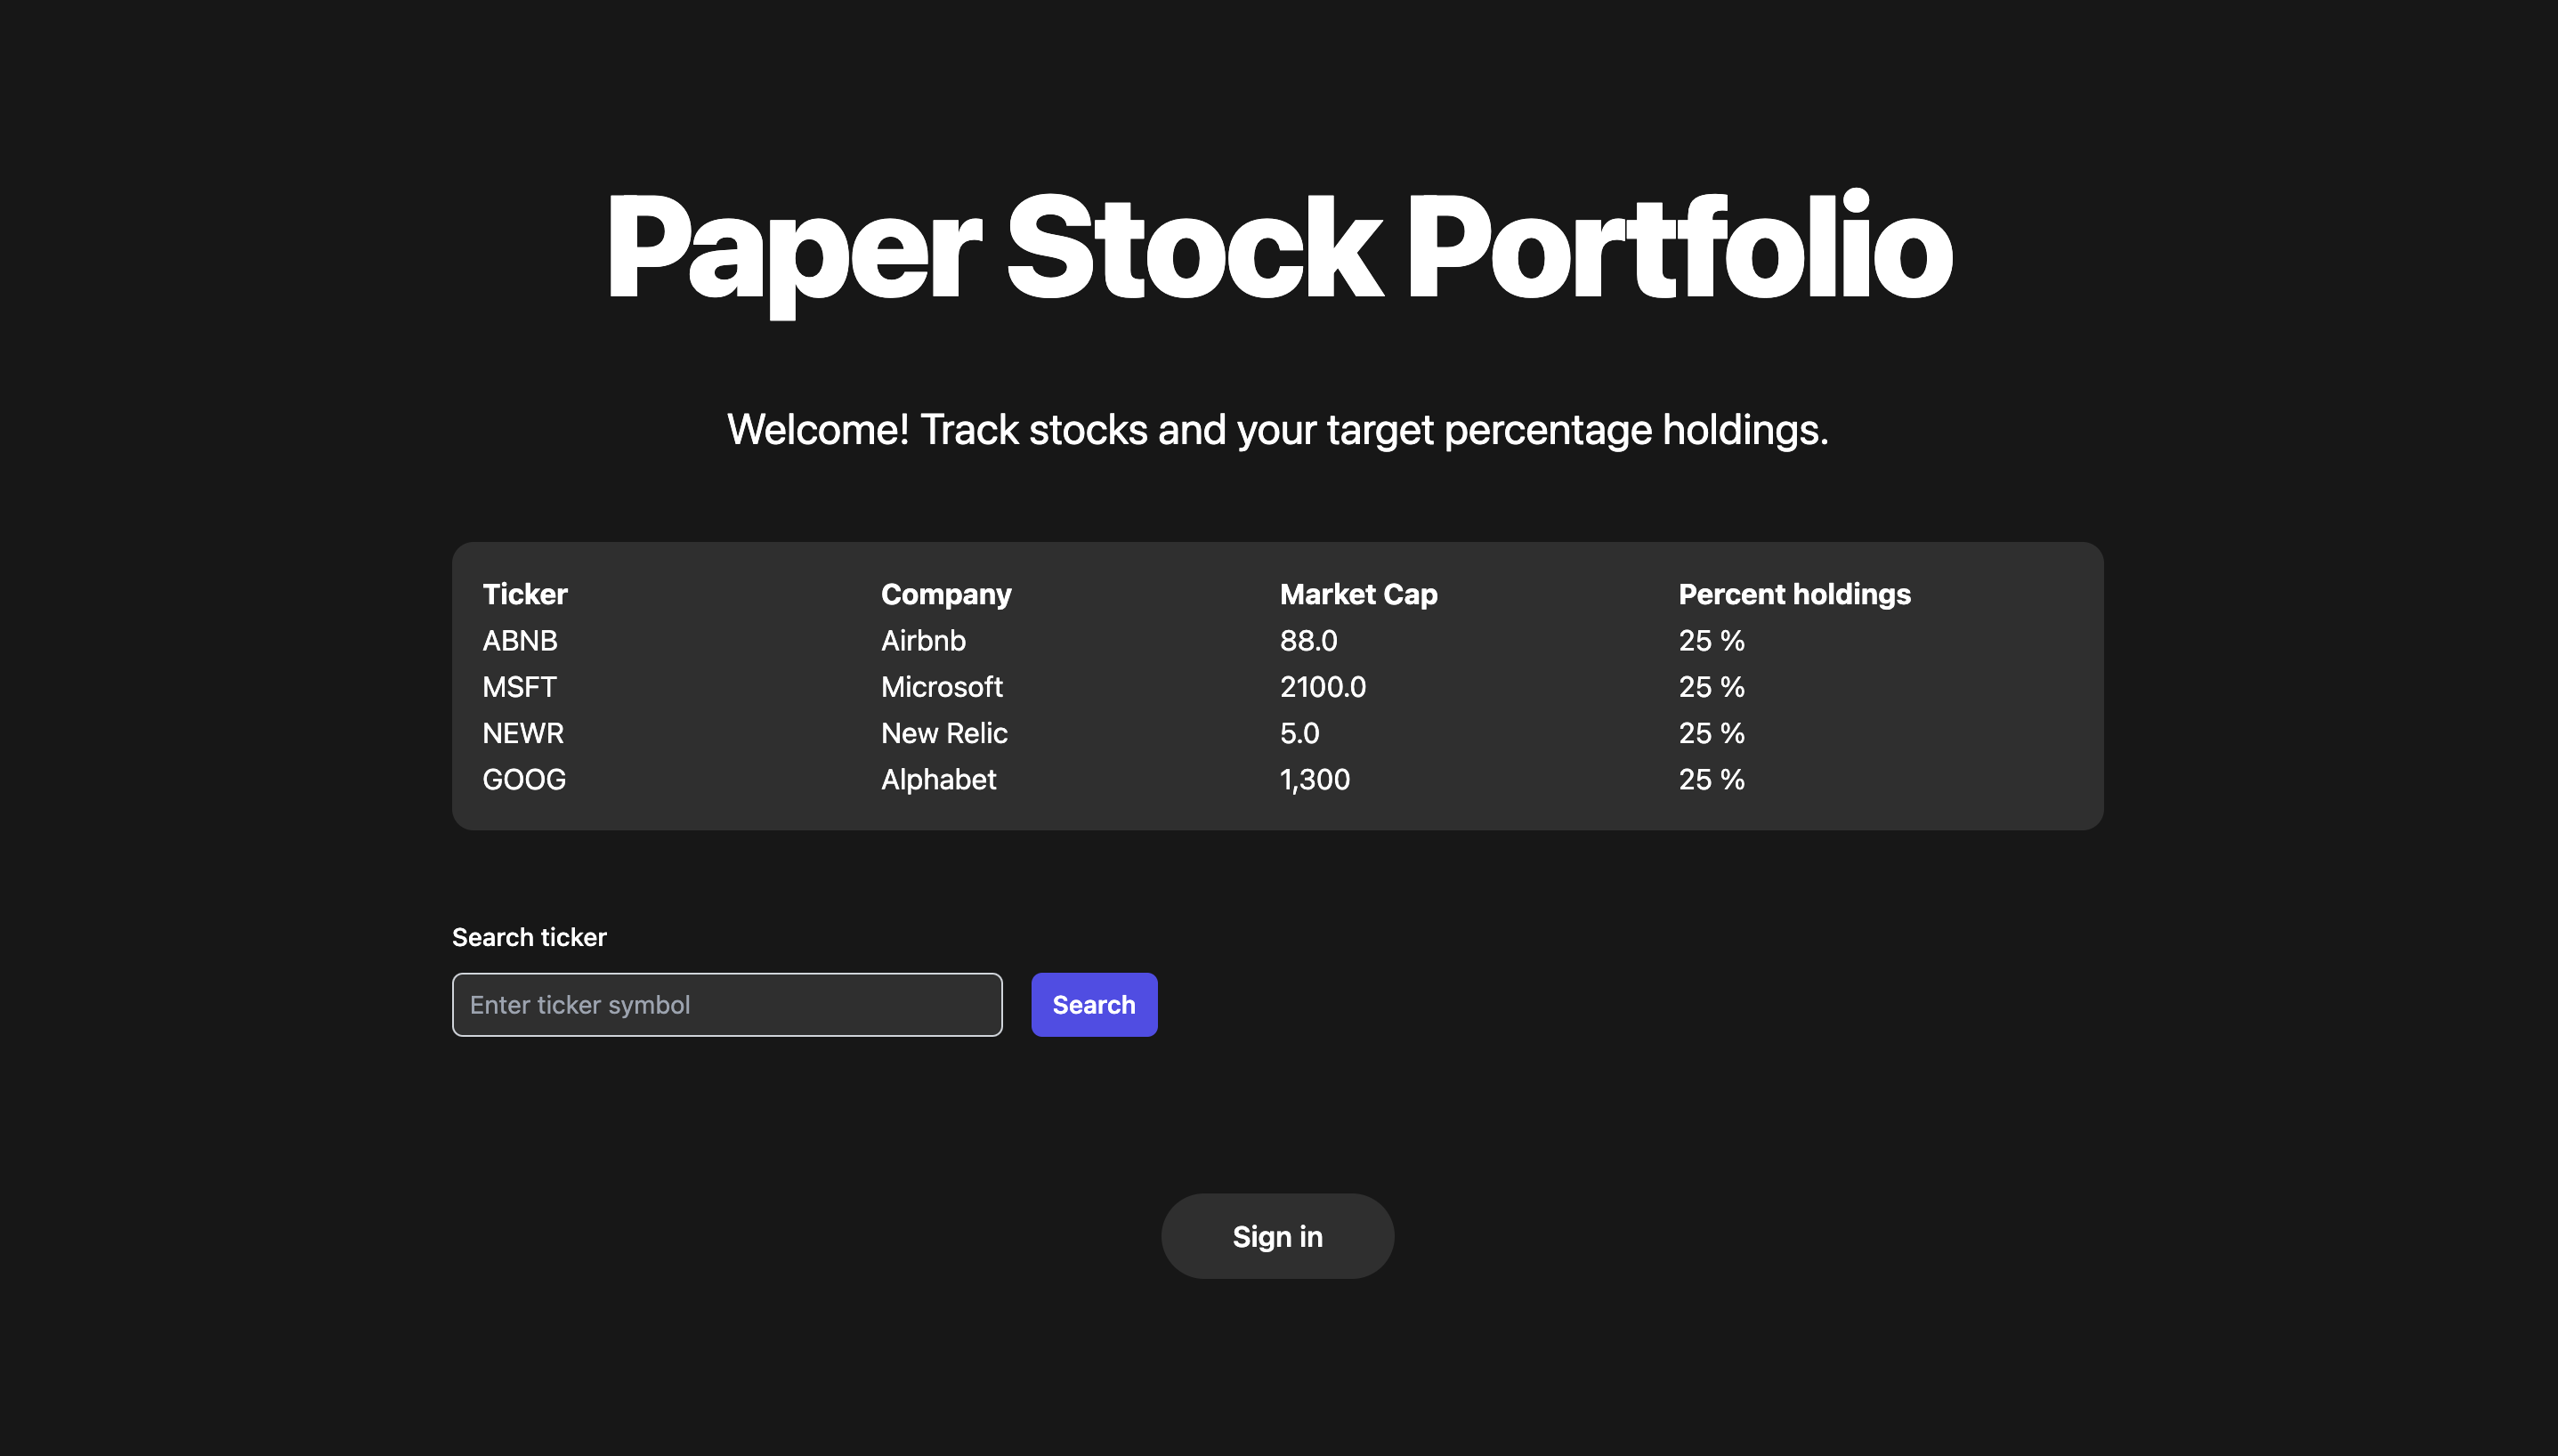 Paper Stock Portfolio
Welcome! Track stocks and your target percentage holdings.
Ticker Company Market Cap Percent holdings
ABNB Airbnb 88.0 25 %
MSFT Microsoft 2100.0 25 %
NEWR New Relic 5.0 25 %
GOOG Alphabet 1,300 25 %
Search ticker
Enter ticker symbol Search
Sign in